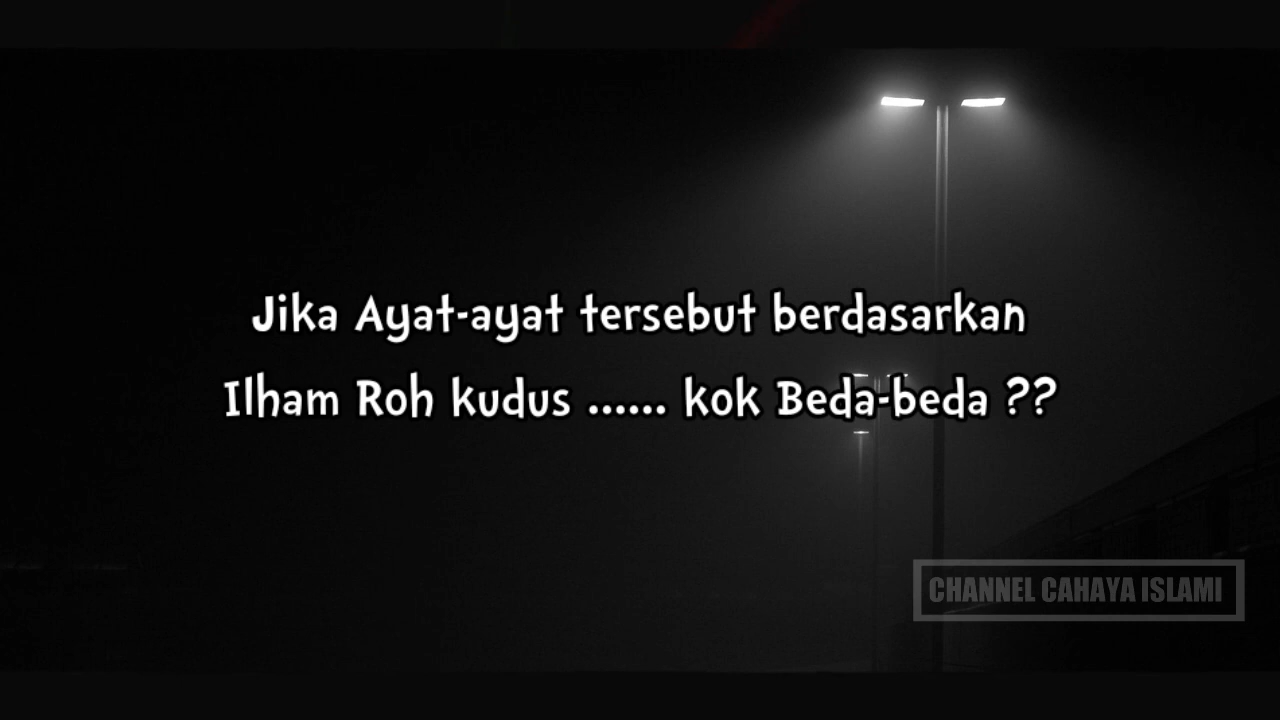 Jika Ayat-ayat tersebut berdasarkan
Ilham Roh kudus ...... kok Beda-beda ??
CHANNEL CAHAYA ISLAMI